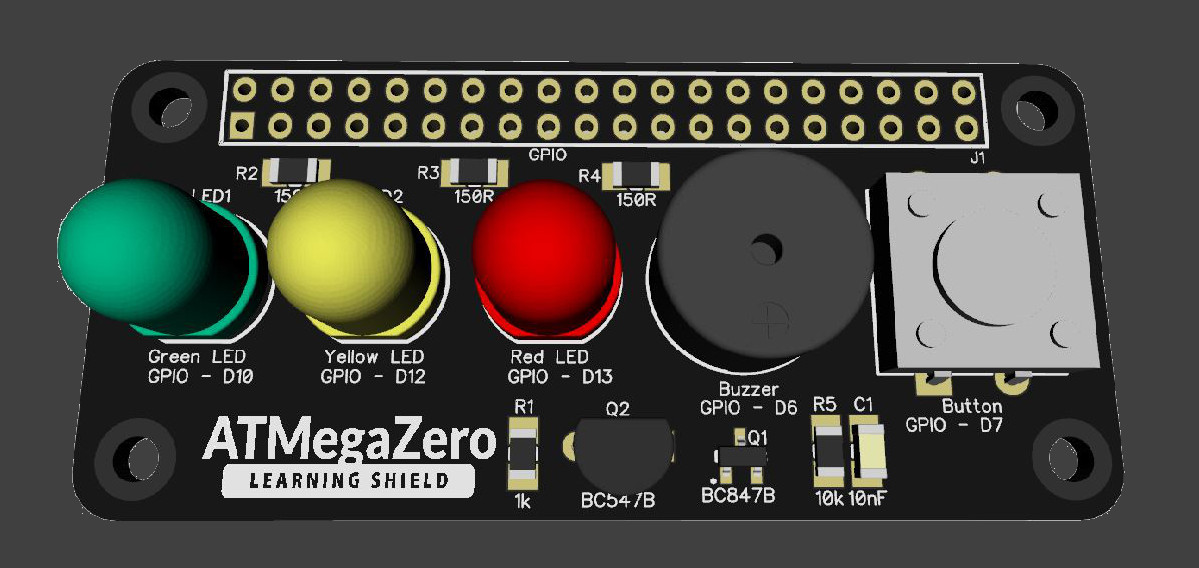 GPIO
J1
R2
R3
R4
150R
150R
LED1
Green LED
GPIO - D10
Yellow LED
GPIO - D12
Red LED
GPIO - D13
Buzzer
GPIO - D6
Button
GPIO - D7
ATMegaZero
LEARNING SHIELD
R1
1k
Q2
BC547B
Q1
BC847B
R5
10k
C1
10nF